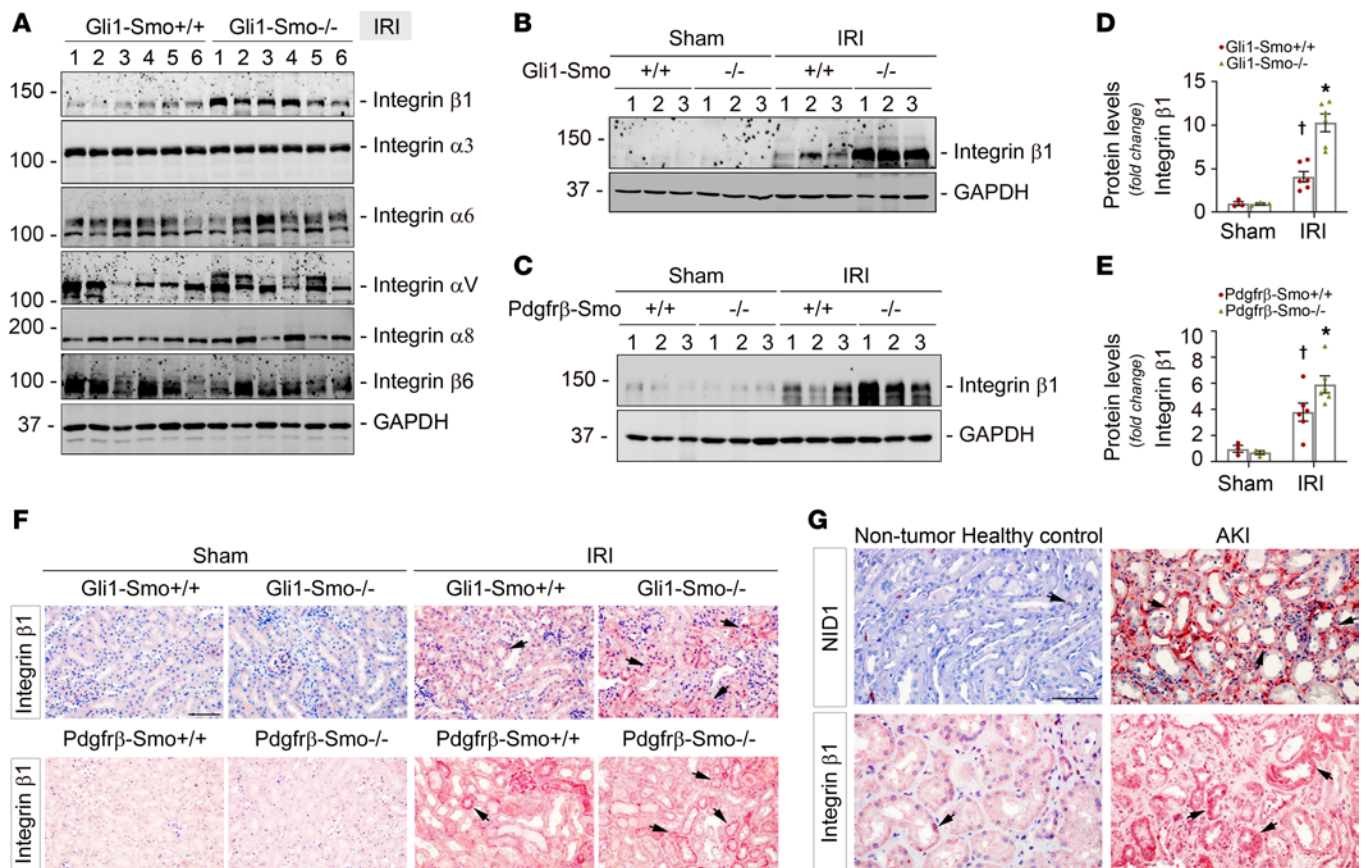 A
Gli1-Smo+/+ Gli1-Smo-/- IRI
1 2 3 4 5 6 1 2 3 4 5 6
150 - - Integrin β1
100 - - Integrin α3
100 - - Integrin α6
100 - - Integrin αV
200 - - Integrin α8
100 - - Integrin β6
37 - - GAPDH
B
Sham IRI
Gli1-Smo +/+ -/- +/+ -/-
1 2 3 1 2 3 1 2 3 1 2 3
150 - - Integrin β1
37 - - GAPDH
C
Sham IRI
Pdgfrβ-Smo +/+ -/- +/+ -/-
1 2 3 1 2 3 1 2 3 1 2 3
150 - - Integrin β1
37 - - GAPDH
D
Gli1-Smo+/+
Gli1-Smo-/-
Protein levels
(fold change)
Integrin β1
15
10
5
0
† *
Sham IRI
E
Pdgfrβ-Smo+/+
Pdgfrβ-Smo-/-
Protein levels
(fold change)
Integrin β1
10
8
6
4
2
0
† *
Sham IRI
F
Sham IRI
Gli1-Smo+/+ Gli1-Smo-/- Gli1-Smo+/+ Gli1-Smo-/-
Integrin β1
Pdgfrβ-Smo+/+ Pdgfrβ-Smo-/- Pdgfrβ-Smo+/+ Pdgfrβ-Smo-/-
Integrin β1
G
Non-tumor Healthy control AKI
NID1
Integrin β1